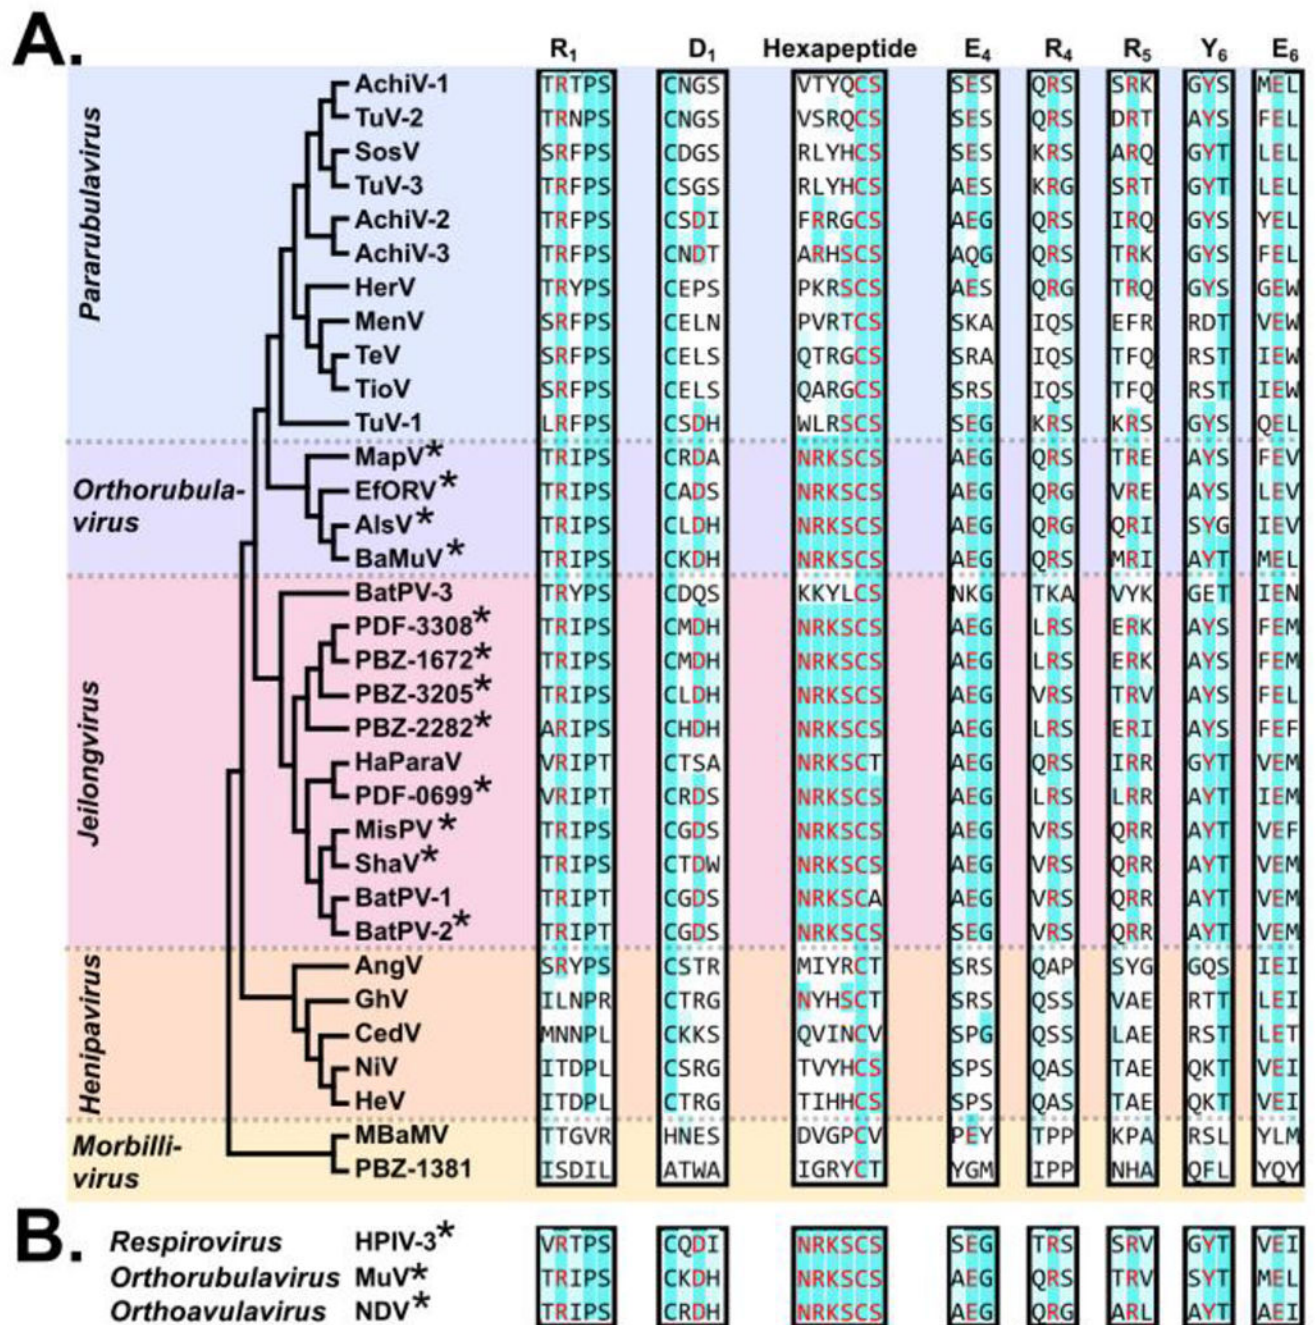 A.
R1 D1 Hexapeptide E4 R4 R5 Y6 E6
Pararubulavirus
AchiV-1 TRTPS CNGS VTYQCS SES QRS SRK GYS MEL
TuV-2 TRNPS CNGS VSRQCS SES QRS DRT AYS FEL
SosV SRFPS CDGS RLYHCS SES KRS ARQ GYT LEL
TuV-3 TRFPS CSGS RLYHCS AES KRG SRT GYT LEL
AchiV-2 TRFPS CSDI FRRGCS AEG QRS IRQ GYS YEL
AchiV-3 TRFPS CNDT ARHSCS AQG QRS TRK GYS FEL
HerV TRYPS CEPS PKRSCS AES QRG TRQ GYS GEW
MenV SRFPS CELN PVRTCS SKA IQS EFR RDT VEW
TeV SRFPS CELS QTRGCS SRA IQS TFQ RST IEW
TioV SRFPS CELS QARGCS SRS IQS TFQ RST IEW
TuV-1 LRFPS CSDH WLRSCS SEG KRS KRS GYS QEL
Orthorubula-
virus
MapV* TRIPS CRDA NRKSCS AEG QRS TRE AYS FEV
EfORV* TRIPS CADS NRKSCS AEG QRG VRE AYS LEV
AlsV* TRIPS CLDH NRKSCS AEG QRG QRI SYG IEV
BaMuV* TRIPS CKDH NRKSCS AEG QRS MRI AYT MEL
Jeilongvirus
BatPV-3 TRYPS CDQS KKYLCS NKG TKA VYK GET IEN
PDF-3308* TRIPS CMDH NRKSCS AEG LRS ERK AYS FEM
PBZ-1672* TRIPS CMDH NRKSCS AEG LRS ERK AYS FEM
PBZ-3205* TRIPS CLDH NRKSCS AEG VRS TRV AYS FEL
PBZ-2282* ARIPS CHDH NRKSCS AEG LRS ERI AYS FEF
HaParaV VRIPT CTSA NRKSCT AEG QRS IRR GYT VEM
PDF-0699* VRIPT CRDS NRKSCS AEG LRS LRR AYT IEM
MisPV* TRIPS CGDS NRKSCS AEG VRS QRR AYT VEF
ShaV* TRIPS CTDW NRKSCS AEG VRS QRR AYT VEM
BatPV-1 TRIPT CGDS NRKSCA AEG VRS QRR AYT VEM
BatPV-2* TRIPT CGDS NRKSCS SEG VRS QRR AYT VEM
Henipavirus
AngV SRYPS CSTR MIYRCT SRS QAP SYG GQS IEI
GhV ILNPR CTRG NYHSCT SRS QSS VAE RTT LEI
CedV MNNPL CKKS QVINCV SPG QSS LAE RST LET
NiV ITDPL CSRG TVYHCS SPS QAS TAE QKT VEI
HeV ITDPL CTRG TIHHCS SPS QAS TAE QKT VEI
Morbilli-
virus
MBaMV TTGVR HNES DVGPCV PEY TPP KPA RSL YLM
PBZ-1381 ISDIL ATWA IGRYCT YGM IPP NHA QFL YQY
B.
Respirovirus HPIV-3* VRTPS CQDI NRKSCS SEG TRS SRV GYT VEI
Orthorubulavirus MuV* TRIPS CKDH NRKSCS AEG QRS TRV SYT MEL
Orthoavulavirus NDV* TRIPS CRDH NRKSCS AEG QRG ARL AYT AEI